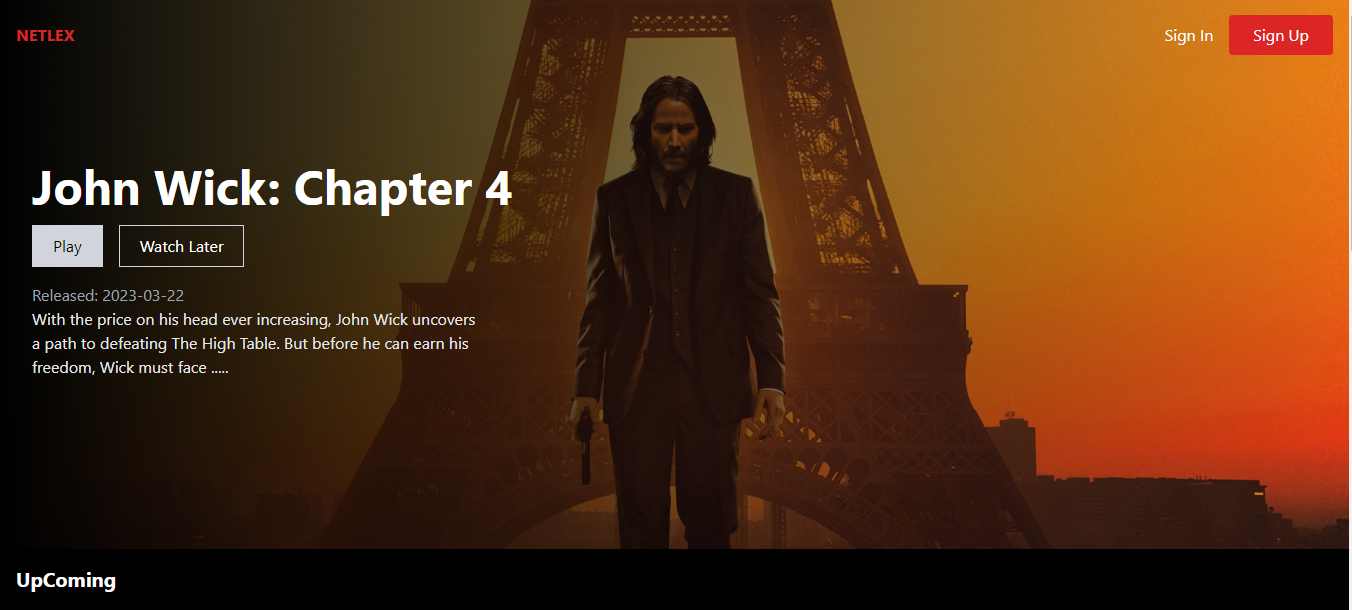 NETLEX
Sign In
Sign Up
John Wick: Chapter 4
Play
Watch Later
Released: 2023-03-22
With the price on his head ever increasing, John Wick uncovers
a path to defeating The High Table. But before he can earn his
freedom, Wick must face .....
UpComing